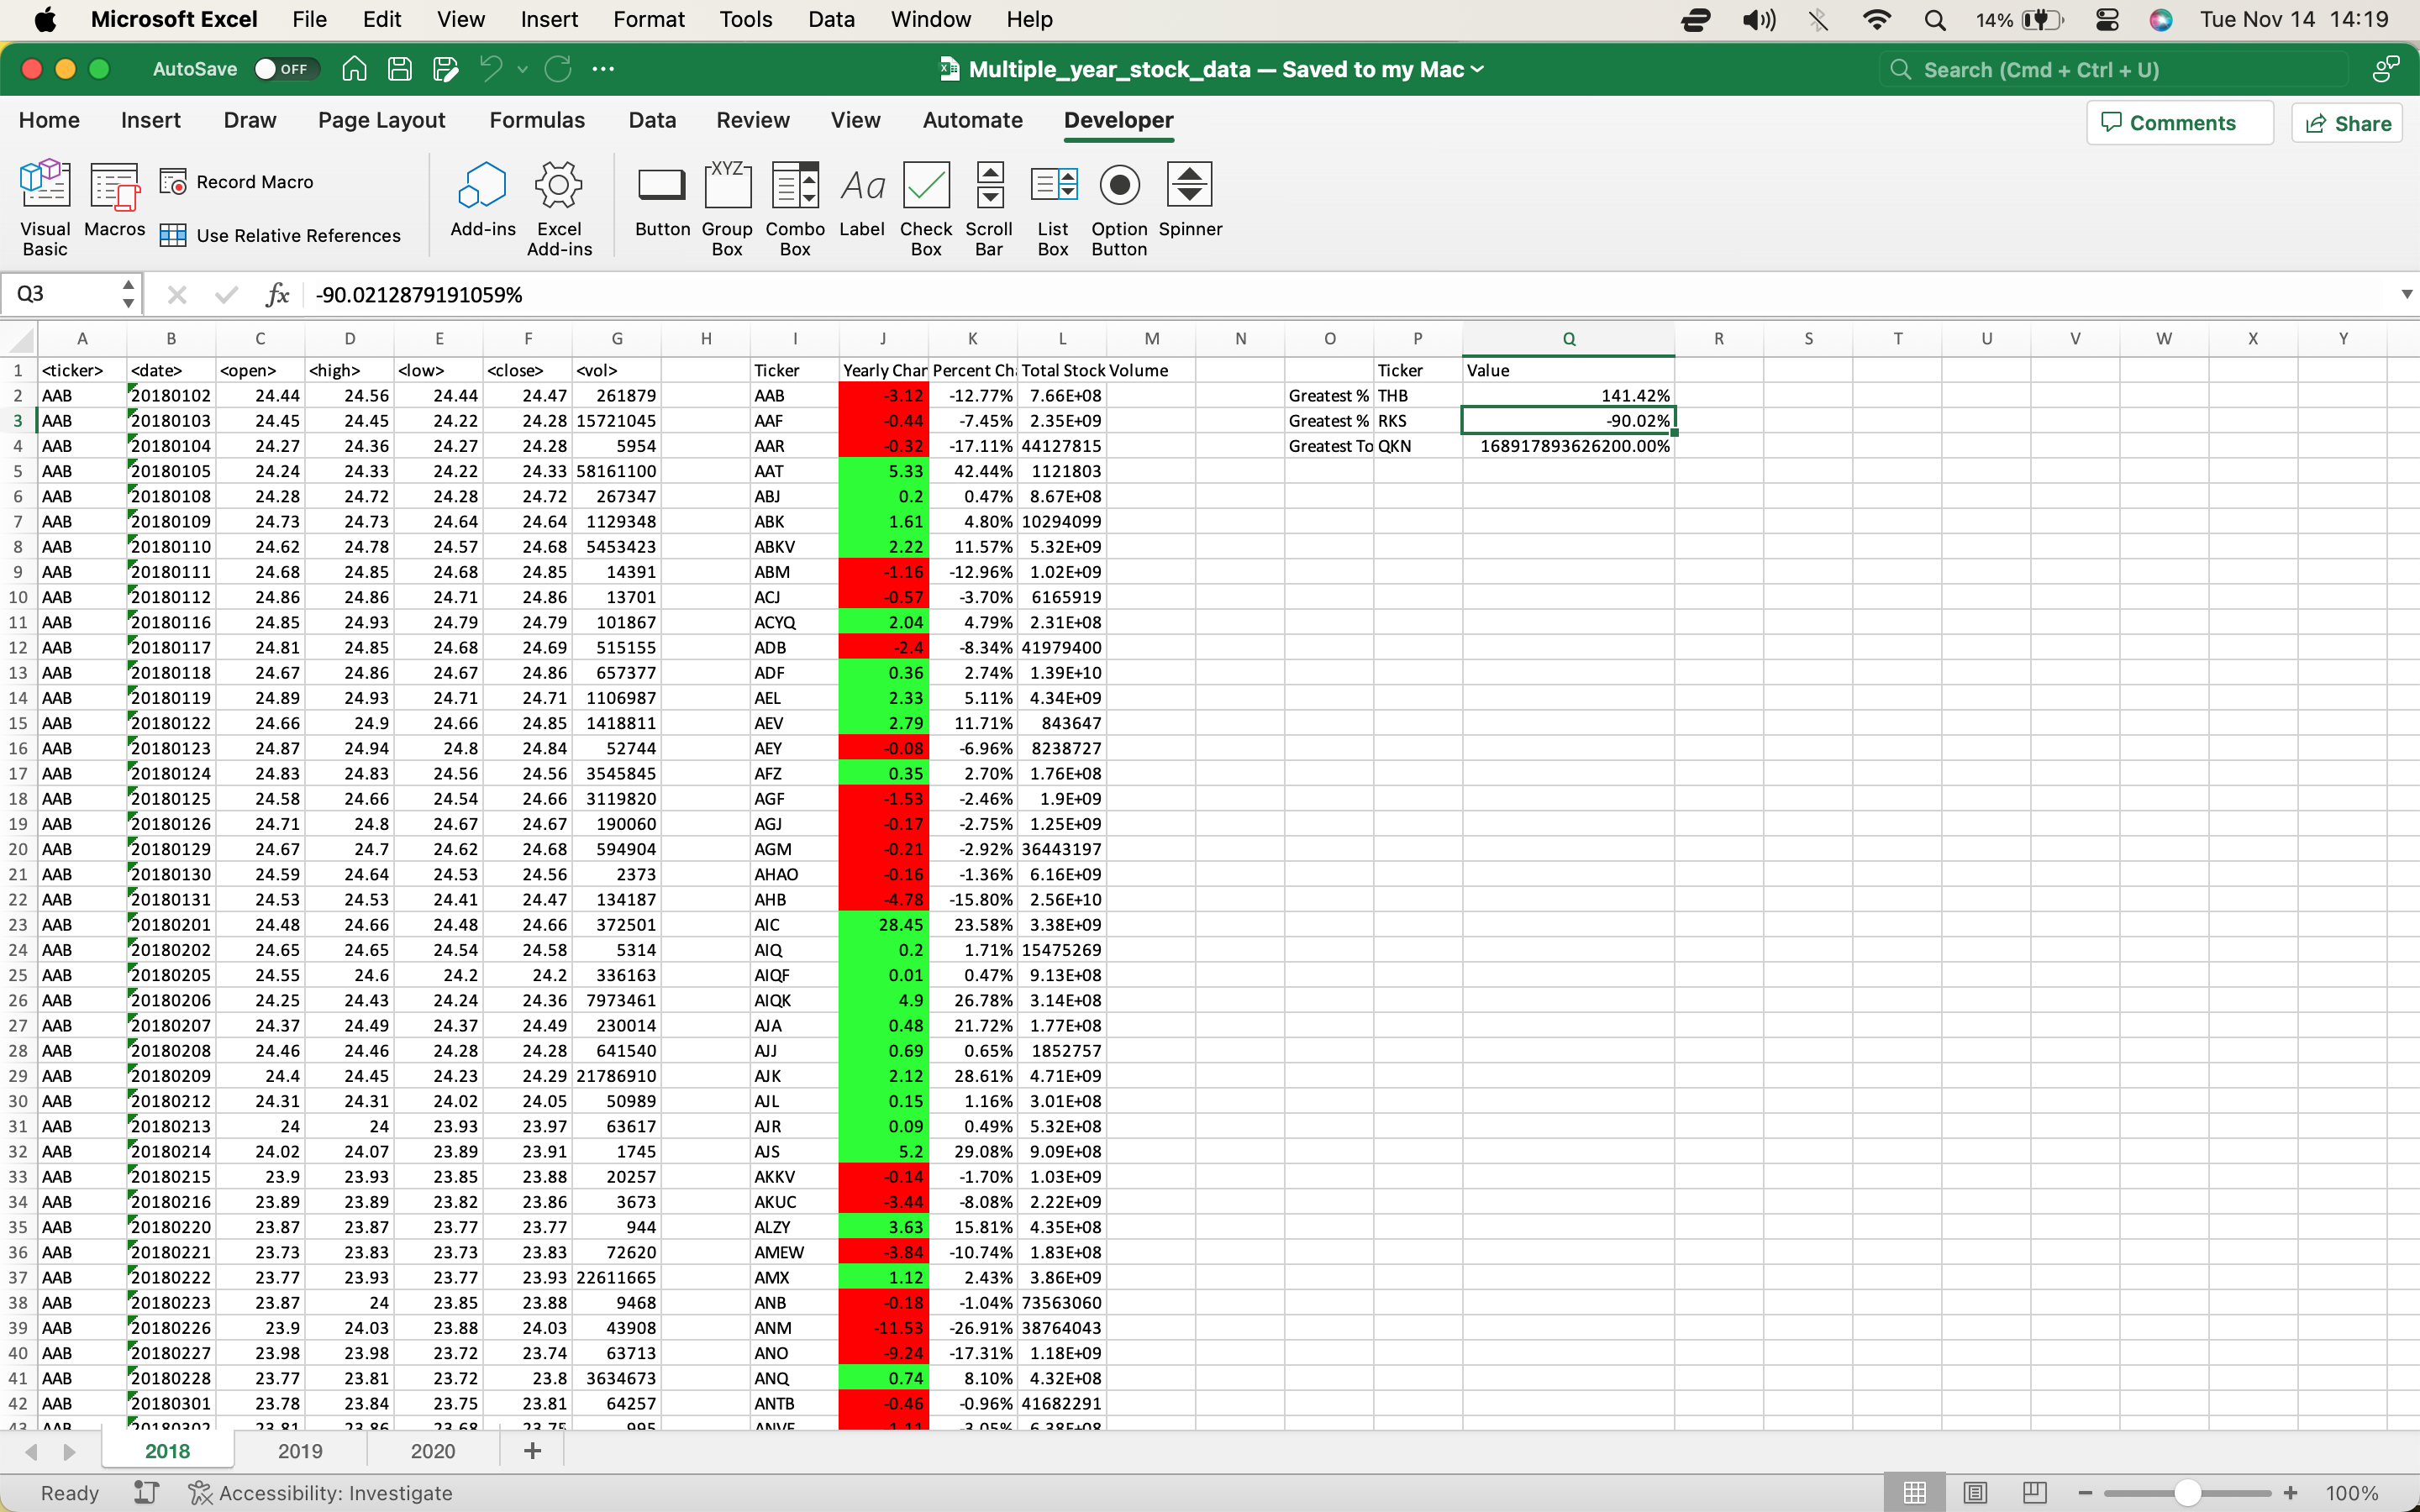 Microsoft Excel File Edit View Insert Format Tools Data Window Help 14% Tue Nov 14 14:19
AutoSave OFF Multiple_year_stock_data — Saved to my Mac Search (Cmd + Ctrl + U)
Home Insert Draw Page Layout Formulas Data Review View Automate Developer Comments Share
Visual Basic Macros Record Macro Use Relative References Add-ins Excel Add-ins Button XYZ Group Box Combo Box Aa Label Check Box Scroll Bar List Box Option Button Spinner
Q3 fx -90.0212879191059%
A B C D E F G H I J K L M N O P Q R S T U V W X Y
1 <ticker> <date> <open> <high> <low> <close> <vol> Ticker Yearly Char Percent Ch Total Stock Volume Ticker Value
2 AAB 20180102 24.44 24.56 24.44 24.47 261879 AAB -3.12 -12.77% 7.66E+08 Greatest % THB 141.42%
3 AAB 20180103 24.45 24.45 24.22 24.28 15721045 AAF -0.44 -7.45% 2.35E+09 Greatest % RKS -90.02%
4 AAB 20180104 24.27 24.36 24.27 24.28 5954 AAR -0.32 -17.11% 44127815 Greatest To QKN 168917893626200.00%
5 AAB 20180105 24.24 24.33 24.22 24.33 58161100 AAT 5.33 42.44% 1121803
6 AAB 20180108 24.28 24.72 24.28 24.72 267347 ABJ 0.2 0.47% 8.67E+08
7 AAB 20180109 24.73 24.73 24.64 24.64 1129348 ABK 1.61 4.80% 10294099
8 AAB 20180110 24.62 24.78 24.57 24.68 5453423 ABKV 2.22 11.57% 5.32E+09
9 AAB 20180111 24.68 24.85 24.68 24.85 14391 ABM -1.16 -12.96% 1.02E+09
10 AAB 20180112 24.86 24.86 24.71 24.86 13701 ACJ -0.57 -3.70% 6165919
11 AAB 20180116 24.85 24.93 24.79 24.79 101867 ACYQ 2.04 4.79% 2.31E+08
12 AAB 20180117 24.81 24.85 24.68 24.69 515155 ADB -2.4 -8.34% 41979400
13 AAB 20180118 24.67 24.86 24.67 24.86 657377 ADF 0.36 2.74% 1.39E+10
14 AAB 20180119 24.89 24.93 24.71 24.71 1106987 AEL 2.33 5.11% 4.34E+09
15 AAB 20180122 24.66 24.9 24.66 24.85 1418811 AEV 2.79 11.71% 843647
16 AAB 20180123 24.87 24.94 24.8 24.84 52744 AEY -0.08 -6.96% 8238727
17 AAB 20180124 24.83 24.83 24.56 24.56 3545845 AFZ 0.35 2.70% 1.76E+08
18 AAB 20180125 24.58 24.66 24.54 24.66 3119820 AGF -1.53 -2.46% 1.9E+09
19 AAB 20180126 24.71 24.8 24.67 24.67 190060 AGJ -0.17 -2.75% 1.25E+09
20 AAB 20180129 24.67 24.7 24.62 24.68 594904 AGM -0.21 -2.92% 36443197
21 AAB 20180130 24.59 24.64 24.53 24.56 2373 AHAO -0.16 -1.36% 6.16E+09
22 AAB 20180131 24.53 24.53 24.41 24.47 134187 AHB -4.78 -15.80% 2.56E+10
23 AAB 20180201 24.48 24.66 24.48 24.66 372501 AIC 28.45 23.58% 3.38E+09
24 AAB 20180202 24.65 24.65 24.54 24.58 5314 AIQ 0.2 1.71% 15475269
25 AAB 20180205 24.55 24.6 24.2 24.2 336163 AIQF 0.01 0.47% 9.13E+08
26 AAB 20180206 24.25 24.43 24.24 24.36 7973461 AIQK 4.9 26.78% 3.14E+08
27 AAB 20180207 24.37 24.49 24.37 24.49 230014 AJA 0.48 21.72% 1.77E+08
28 AAB 20180208 24.46 24.46 24.28 24.28 641540 AJJ 0.69 0.65% 1852757
29 AAB 20180209 24.4 24.45 24.23 24.29 21786910 AJK 2.12 28.61% 4.71E+09
30 AAB 20180212 24.31 24.31 24.02 24.05 50989 AJL 0.15 1.16% 3.01E+08
31 AAB 20180213 24 24 23.93 23.97 63617 AJR 0.09 0.49% 5.32E+08
32 AAB 20180214 24.02 24.07 23.89 23.91 1745 AJS 5.2 29.08% 9.09E+08
33 AAB 20180215 23.9 23.93 23.85 23.88 20257 AKKV -0.14 -1.70% 1.03E+09
34 AAB 20180216 23.89 23.89 23.82 23.86 3673 AKUC -3.44 -8.08% 2.22E+09
35 AAB 20180220 23.87 23.87 23.77 23.77 944 ALZY 3.63 15.81% 4.35E+08
36 AAB 20180221 23.73 23.83 23.73 23.83 72620 AMEW -3.84 -10.74% 1.83E+08
37 AAB 20180222 23.77 23.93 23.77 23.93 22611665 AMX 1.12 2.43% 3.86E+09
38 AAB 20180223 23.87 24 23.85 23.88 9468 ANB -0.18 -1.04% 73563060
39 AAB 20180226 23.9 24.03 23.88 24.03 43908 ANM -11.53 -26.91% 38764043
40 AAB 20180227 23.98 23.98 23.72 23.74 63713 ANO -9.24 -17.31% 1.18E+09
41 AAB 20180228 23.77 23.81 23.72 23.8 3634673 ANQ 0.74 8.10% 4.32E+08
42 AAB 20180301 23.78 23.84 23.75 23.81 64257 ANTB -0.46 -0.96% 41682291
43 AAB 20180302 23.81 23.86 23.68 23.75 995
2018 2019 2020 +
Ready Accessibility: Investigate 100%